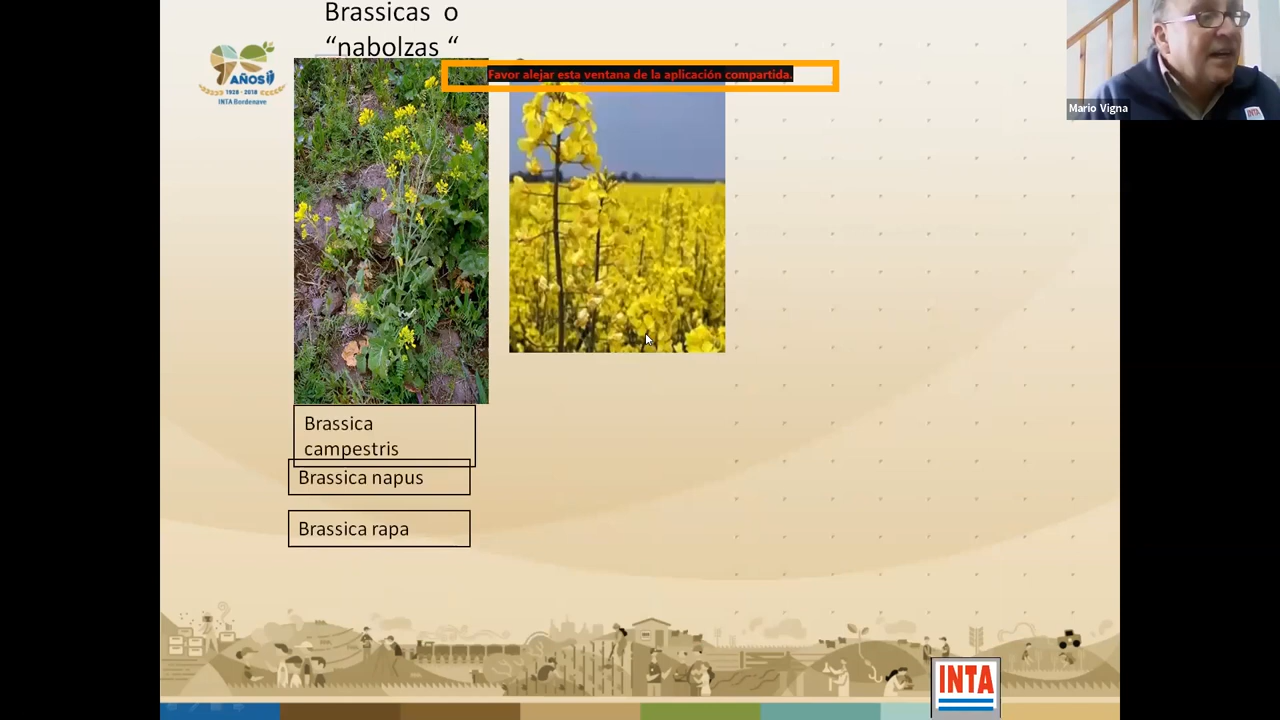 Brassicas o
“nabolzas “
Favor alejar esta ventana de la aplicación compartida.
AÑOS
1928 - 2018
INTA Bordenave
Mario Vigna
INTA
Brassica
campestris
Brassica napus
Brassica rapa
INTA